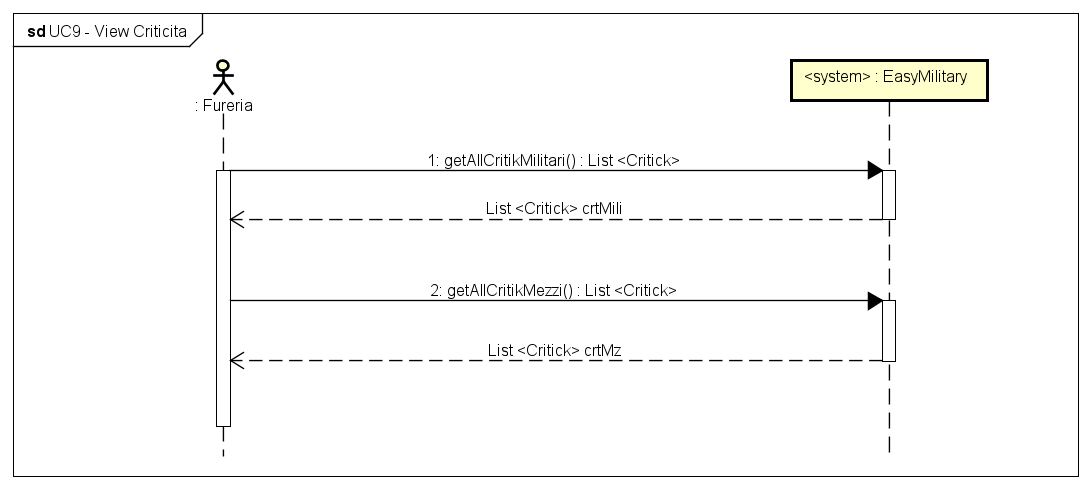 sd UC9 - View Criticita
: Fureria
<system> : EasyMilitary
1: getAllCritikMilitari() : List <Critick>
List <Critick> crtMili
2: getAllCritikMezzi() : List <Critick>
List <Critick> crtMz